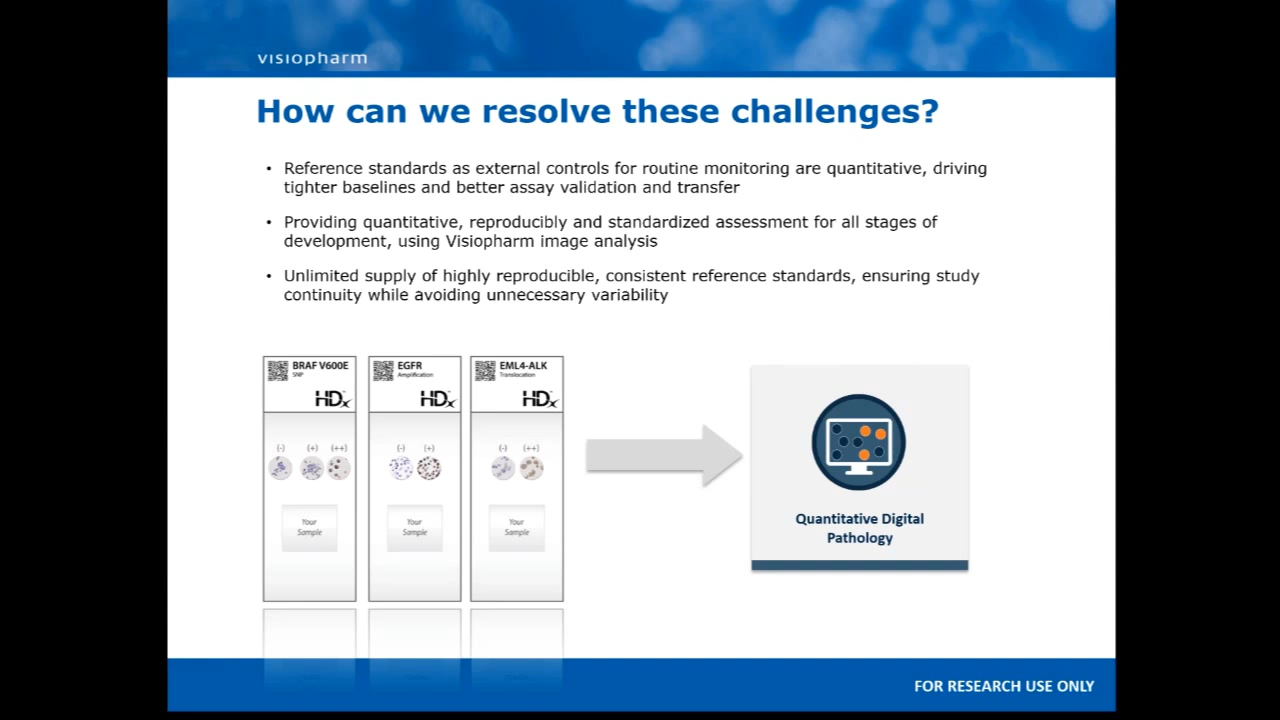 visiopharm
How can we resolve these challenges?
• Reference standards as external controls for routine monitoring are quantitative, driving
tighter baselines and better assay validation and transfer
• Providing quantitative, reproducibly and standardized assessment for all stages of
development, using Visiopharm image analysis
• Unlimited supply of highly reproducible, consistent reference standards, ensuring study
continuity while avoiding unnecessary variability
BRAF V600E
SNP
HDx
(-) (+) (++)
Your
Sample
EGFR
Amplification
HDx
(-) (+)
Your
Sample
EML4-ALK
Translocation
HDx
(-) (++)
Your
Sample
Quantitative Digital
Pathology
FOR RESEARCH USE ONLY